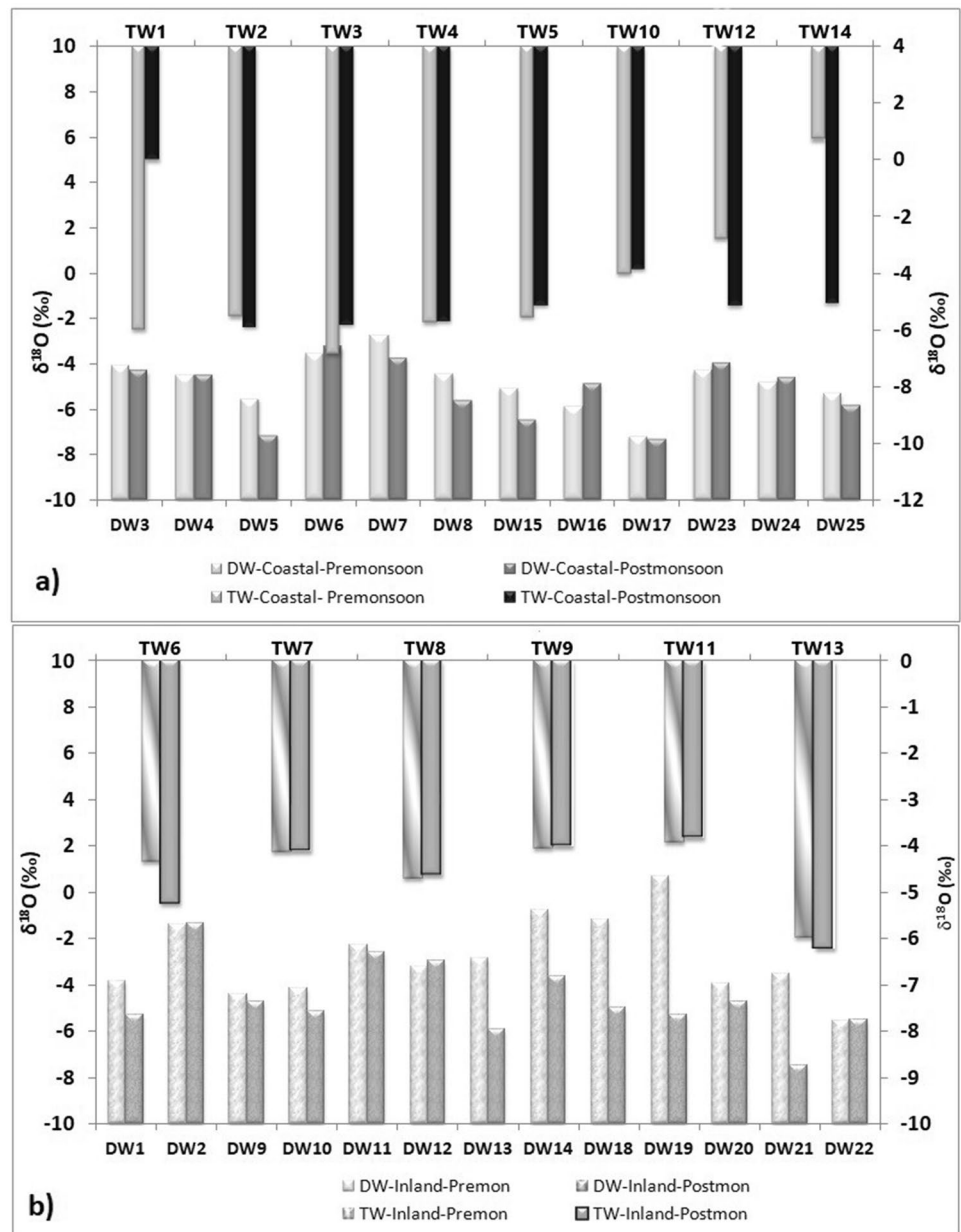 TW1 TW2 TW3 TW4 TW5 TW10 TW12 TW14
10 4
8 2
6 0
4 -2
2 -4
0 -6
-2 -8
-4 -10
-6 -12
-8
-10
δ¹⁸O (‰)
δ¹⁸O (‰)
DW3 DW4 DW5 DW6 DW7 DW8 DW15 DW16 DW17 DW23 DW24 DW25
DW-Coastal-Premonsoon DW-Coastal-Postmonsoon
TW-Coastal- Premonsoon TW-Coastal-Postmonsoon
a)
TW6 TW7 TW8 TW9 TW11 TW13
10 0
8 -1
6 -2
4 -3
2 -4
0 -5
-2 -6
-4 -7
-6 -8
-8 -9
-10 -10
δ¹⁸O (‰)
δ¹⁸O (‰)
DW1 DW2 DW9 DW10 DW11 DW12 DW13 DW14 DW18 DW19 DW20 DW21 DW22
DW-Inland-Premon DW-Inland-Postmon
TW-Inland-Premon TW-Inland-Postmon
b)